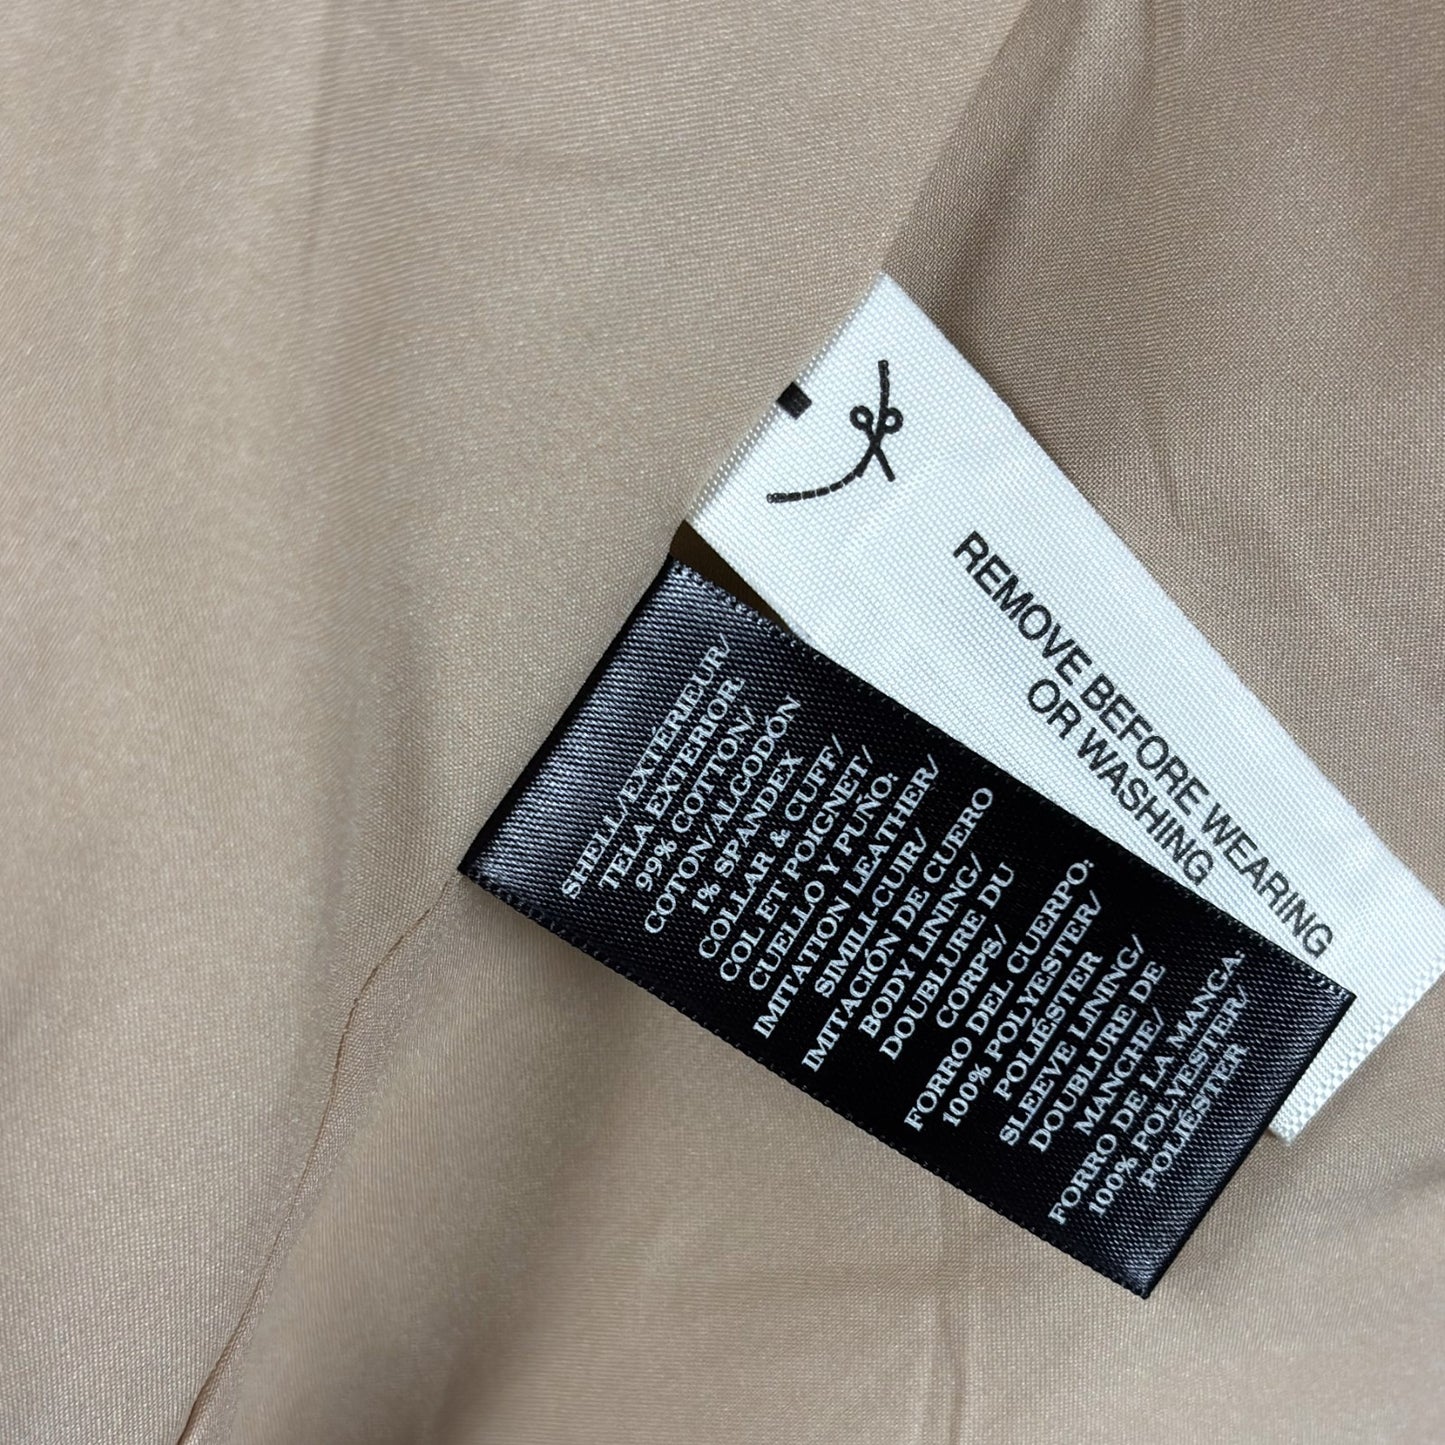 REMOVE BEFORE WEARING
OR WASHING
SHELL/EXTÉRIEUR/
TELA EXTERIOR
99% COTTON/
COTON/ALGODÓN
1% SPANDEX
COLLAR & CUFF/
COL ET POIGNET/
CUELLO Y PUÑO:
IMITATION LEATHER/
SIMILI-CUIR/
IMITACIÓN DE CUERO
BODY LINING/
DOUBLURE DU
CORPS/
FORRO DEL CUERPO:
100% POLYESTER/
POLIÉSTER
SLEEVE LINING/
DOUBLURE DE
MANCHE/
FORRO DE LA MANCA:
100% POLYESTER/
POLIÉSTER